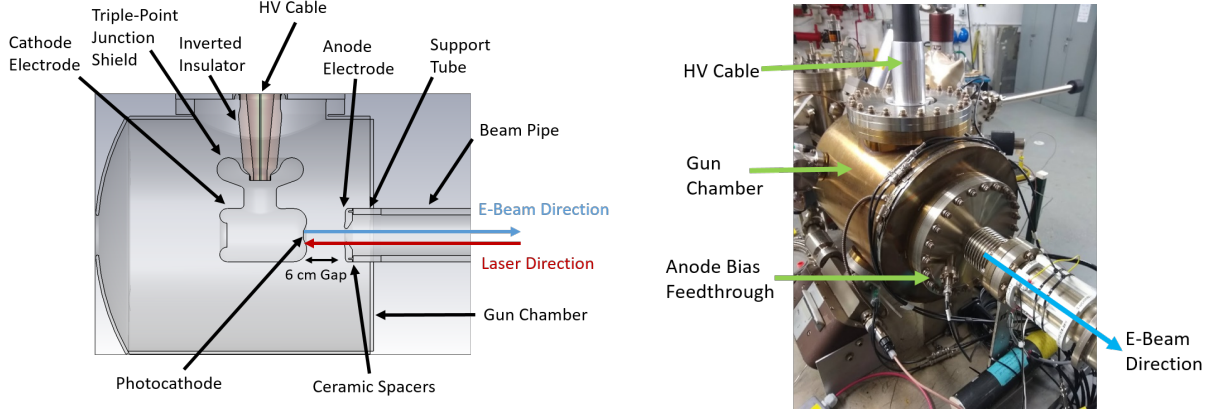 HV Cable
Triple-Point
Junction
Shield
Cathode
Electrode
Inverted
Insulator
Anode
Electrode
Support
Tube
Beam Pipe
E-Beam Direction
Laser Direction
6 cm Gap
Gun Chamber
Photocathode
Ceramic Spacers
HV Cable
Gun
Chamber
Anode Bias
Feedthrough
E-Beam
Direction